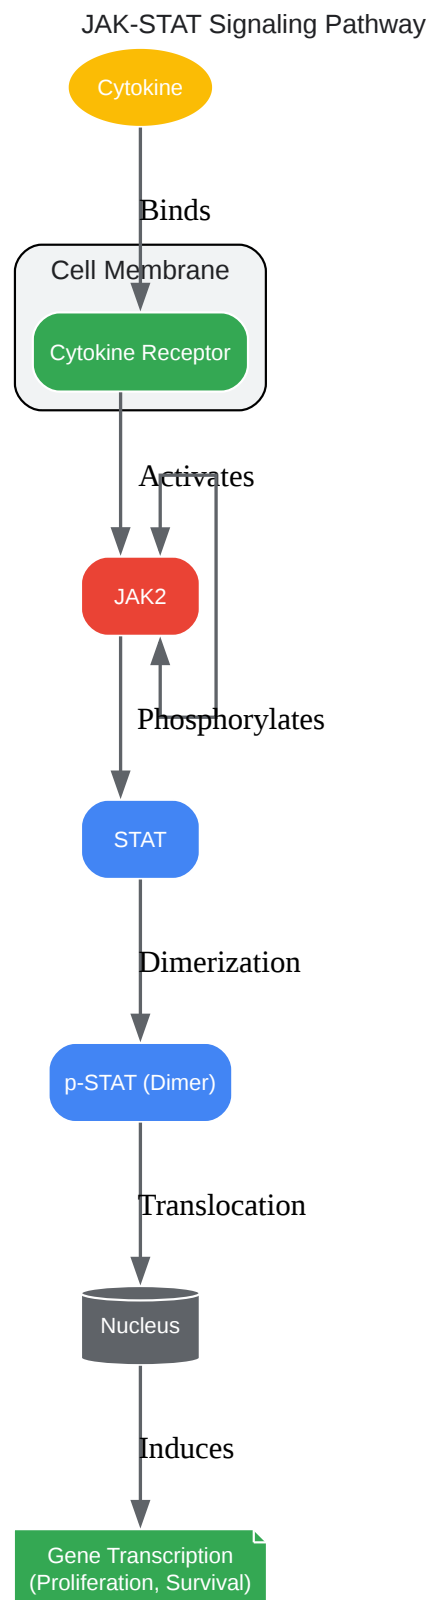 JAK-STAT Signaling Pathway
Cytokine
Binds
Cell Membrane
Cytokine Receptor
Activates
JAK2
Phosphorylates
STAT
Dimerization
p-STAT (Dimer)
Translocation
Nucleus
Induces
Gene Transcription
(Proliferation, Survival)